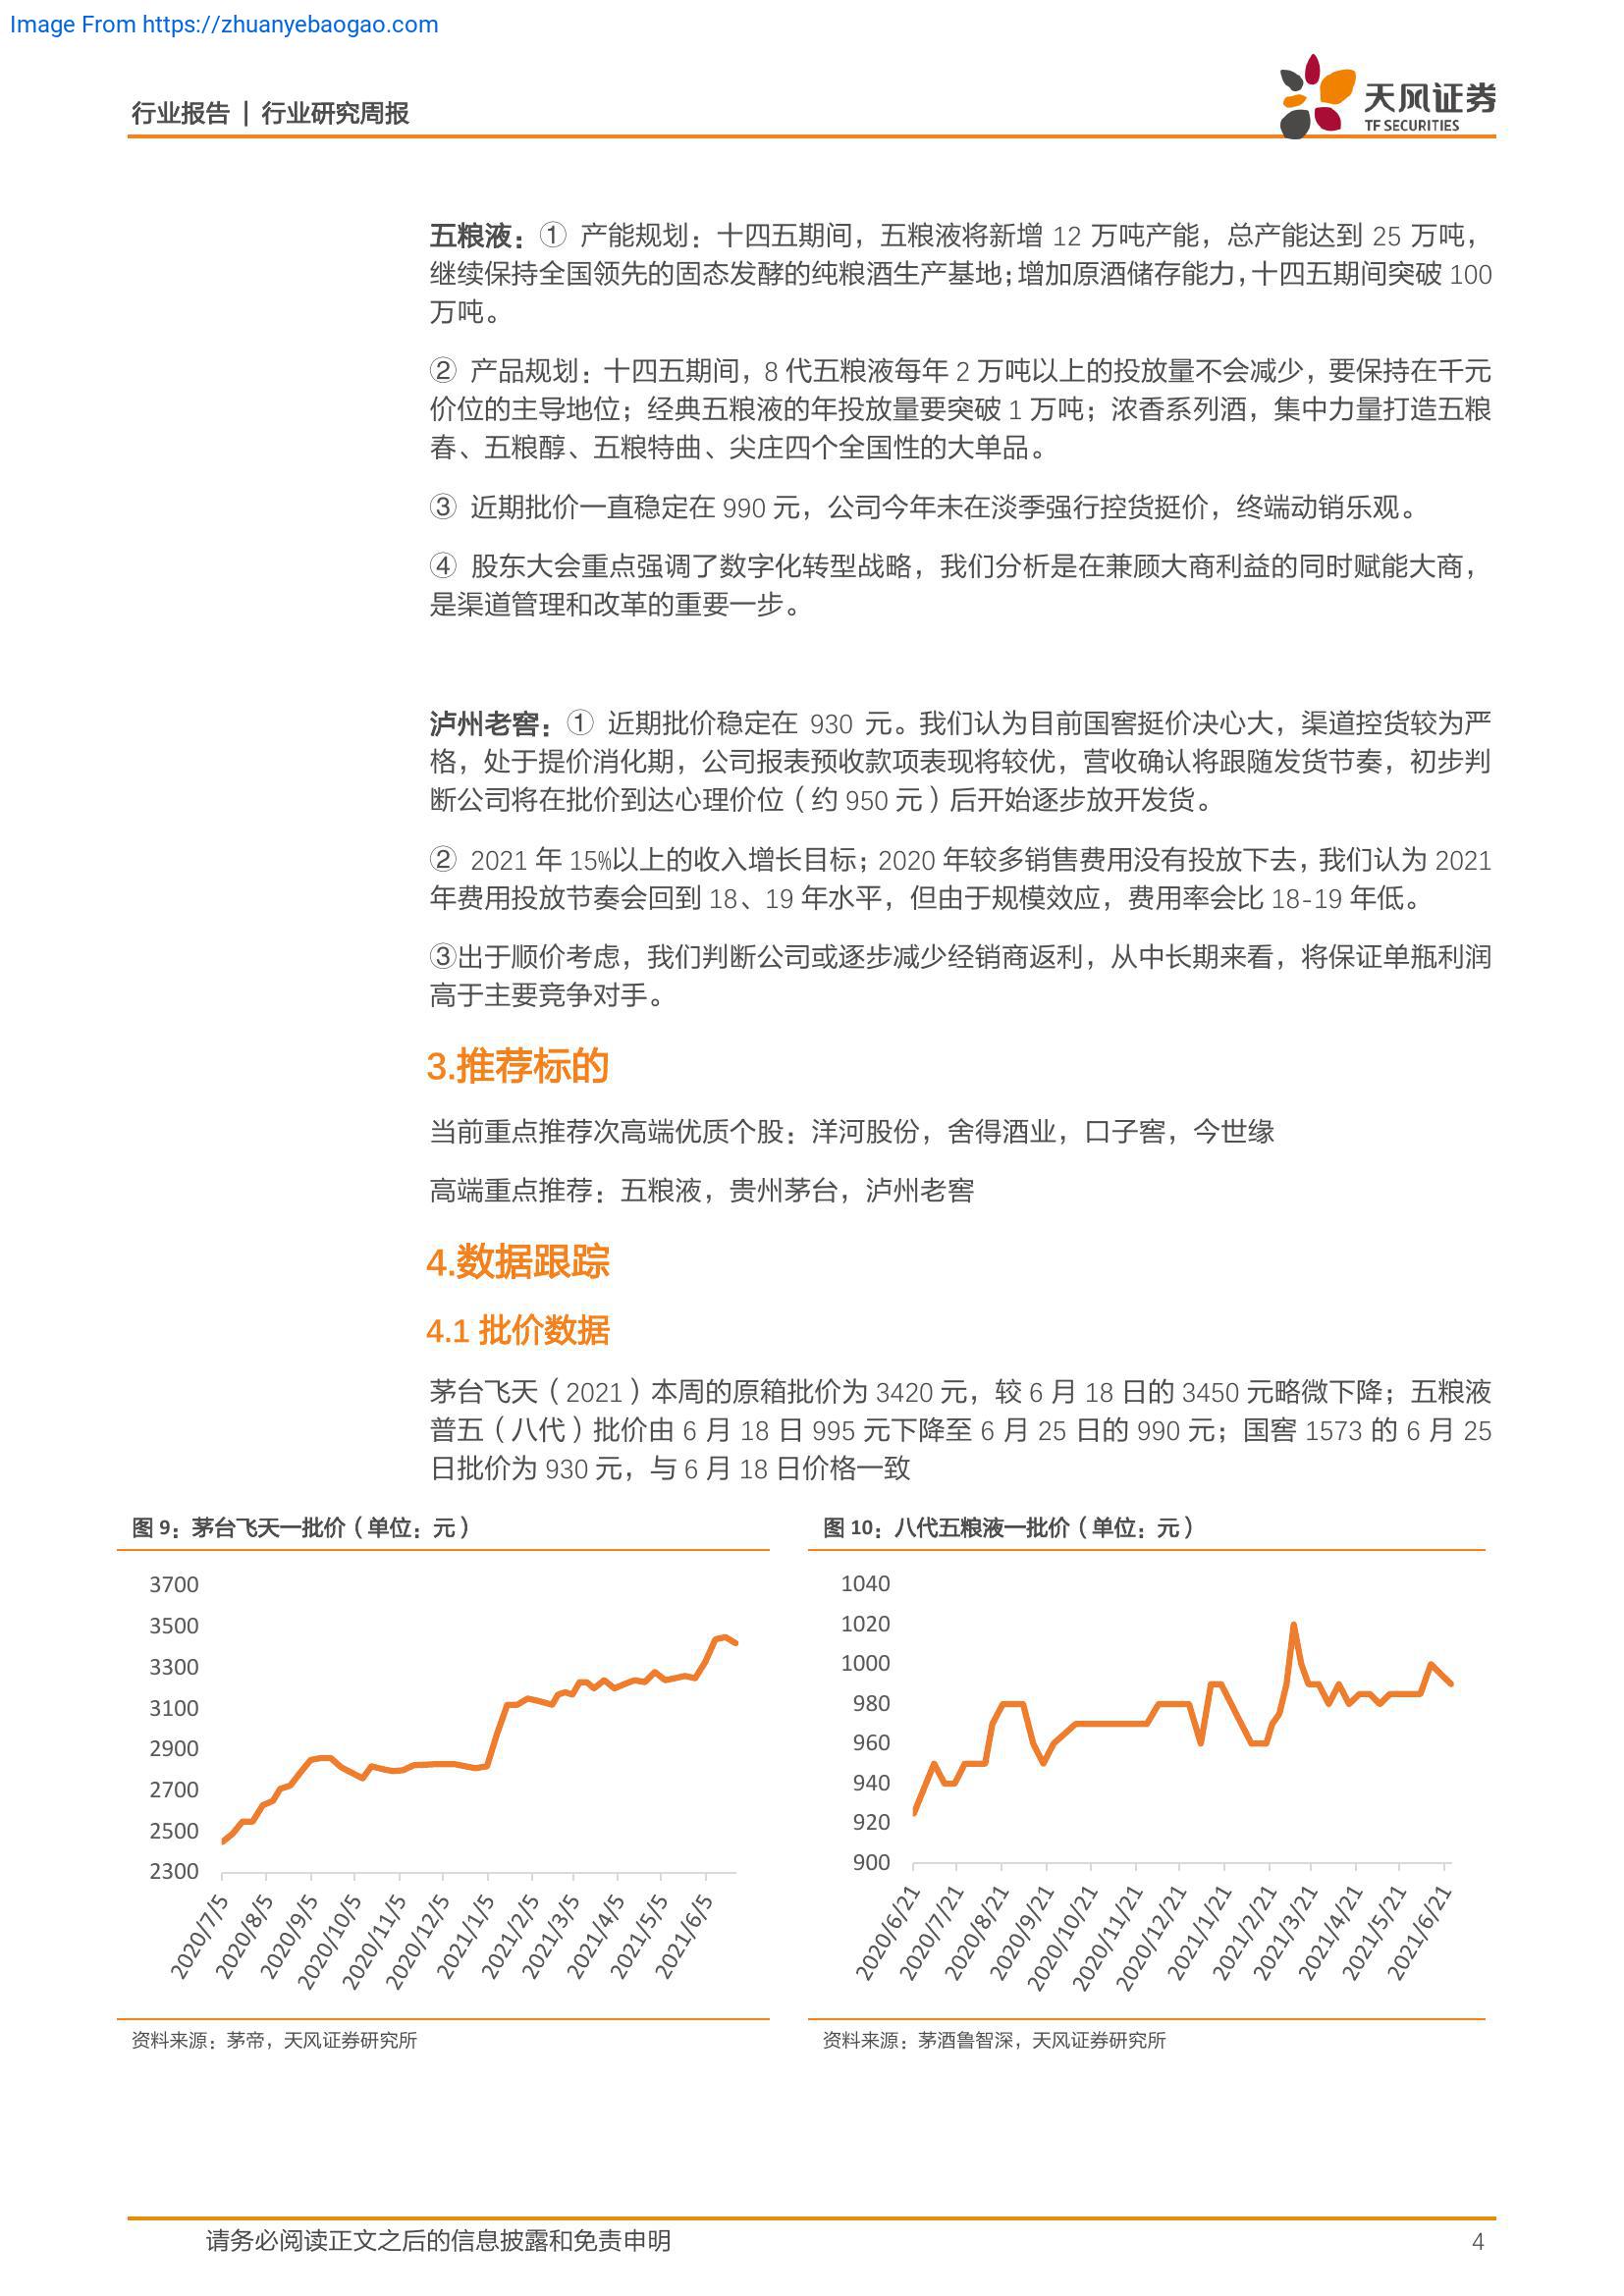 Image From https://zhuanyebaogao.com
行业报告 | 行业研究周报
天风证券
TF SECURITIES
五粮液：① 产能规划：十四五期间，五粮液将新增 12 万吨产能，总产能达到 25 万吨，
继续保持全国领先的固态发酵的纯粮酒生产基地；增加原酒储存能力，十四五期间突破 100
万吨。
② 产品规划：十四五期间，8 代五粮液每年 2 万吨以上的投放量不会减少，要保持在千元
价位的主导地位；经典五粮液的年投放量要突破 1 万吨；浓香系列酒，集中力量打造五粮
春、五粮醇、五粮特曲、尖庄四个全国性的大单品。
③ 近期批价一直稳定在 990 元，公司今年未在淡季强行控货挺价，终端动销乐观。
④ 股东大会重点强调了数字化转型战略，我们分析是在兼顾大商利益的同时赋能大商，
是渠道管理和改革的重要一步。
泸州老窖：① 近期批价稳定在 930 元。我们认为目前国窖挺价决心大，渠道控货较为严
格，处于提价消化期，公司报表预收款项表现将较优，营收确认将跟随发货节奏，初步判
断公司将在批价到达心理价位（约 950 元）后开始逐步放开发货。
② 2021 年 15%以上的收入增长目标；2020 年较多销售费用没有投放下去，我们认为 2021
年费用投放节奏会回到 18、19 年水平，但由于规模效应，费用率会比 18-19 年低。
③出于顺价考虑，我们判断公司或逐步减少经销商返利，从中长期来看，将保证单瓶利润
高于主要竞争对手。
3.推荐标的
当前重点推荐次高端优质个股：洋河股份，舍得酒业，口子窖，今世缘
高端重点推荐：五粮液，贵州茅台，泸州老窖
4.数据跟踪
4.1 批价数据
茅台飞天（2021）本周的原箱批价为 3420 元，较 6 月 18 日的 3450 元略微下降；五粮液
普五（八代）批价由 6 月 18 日 995 元下降至 6 月 25 日的 990 元；国窖 1573 的 6 月 25
日批价为 930 元，与 6 月 18 日价格一致
图 9：茅台飞天一批价（单位：元）
3700
3500
3300
3100
2900
2700
2500
2300
2020/7/5
2020/8/5
2020/9/5
2020/10/5
2020/11/5
2020/12/5
2021/1/5
2021/2/5
2021/3/5
2021/4/5
2021/5/5
2021/6/5
资料来源：茅帝，天风证券研究所
图 10：八代五粮液一批价（单位：元）
1040
1020
1000
980
960
940
920
900
2020/6/21
2020/7/21
2020/8/21
2020/9/21
2020/10/21
2020/11/21
2020/12/21
2021/1/21
2021/2/21
2021/3/21
2021/4/21
2021/5/21
2021/6/21
资料来源：茅酒鲁智深，天风证券研究所
请务必阅读正文之后的信息披露和免责申明
4